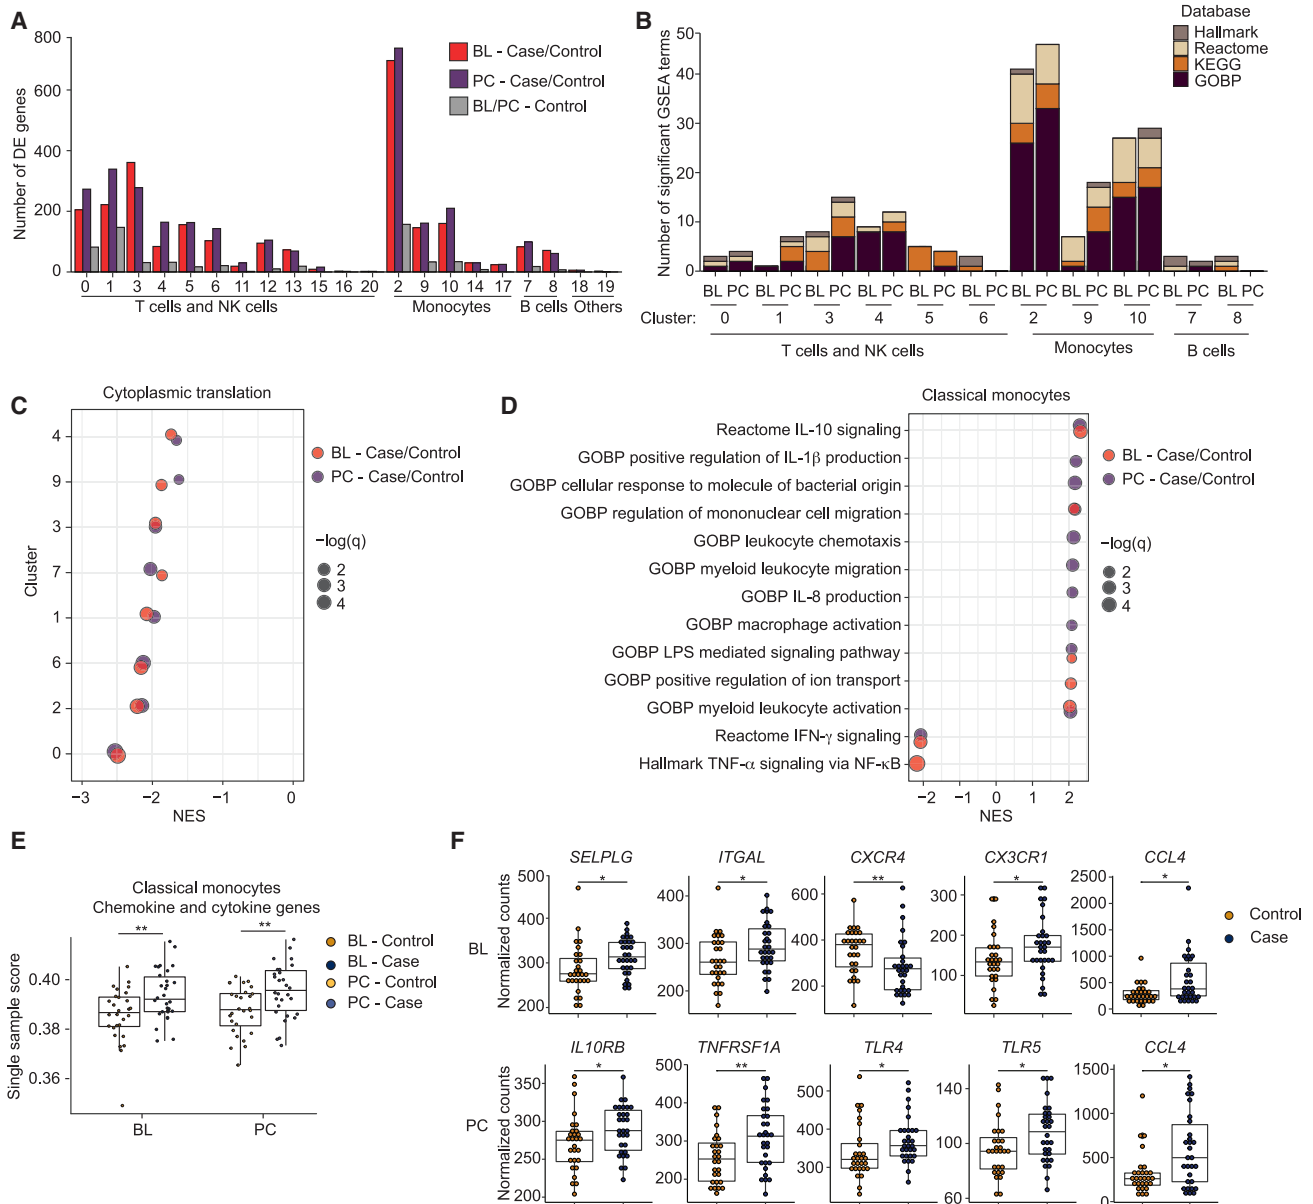 A
Number of DE genes
800
600
400
200
0
BL - Case/Control
PC - Case/Control
BL/PC - Control
0 1 3 4 5 6 11 12 13 15 16 20 2 9 10 14 17 7 8 18 19
T cells and NK cells Monocytes B cells Others
B
Number of significant GSEA terms
50
40
30
20
10
0
Database
Hallmark
Reactome
KEGG
GOBP
BL PC BL PC BL PC BL PC BL PC BL PC BL PC BL PC BL PC BL PC BL PC
Cluster: 0 1 3 4 5 6 2 9 10 7 8
T cells and NK cells Monocytes B cells
C
Cytoplasmic translation
Cluster
4
9
3
7
1
6
2
0
−3 −2 −1 0
NES
BL - Case/Control
PC - Case/Control
−log(q)
2
3
4
D
Classical monocytes
Reactome IL-10 signaling
GOBP positive regulation of IL-1β production
GOBP cellular response to molecule of bacterial origin
GOBP regulation of mononuclear cell migration
GOBP leukocyte chemotaxis
GOBP myeloid leukocyte migration
GOBP IL-8 production
GOBP macrophage activation
GOBP LPS mediated signaling pathway
GOBP positive regulation of ion transport
GOBP myeloid leukocyte activation
Reactome IFN-γ signaling
Hallmark TNF-α signaling via NF-κB
−2 −1 0 1 2
NES
BL - Case/Control
PC - Case/Control
−log(q)
2
3
4
E
Classical monocytes
Chemokine and cytokine genes
Single sample score
0.40
0.38
0.36
** **
BL PC
BL - Control
BL - Case
PC - Control
PC - Case
F
BL
Normalized counts
SELPLG
500
400
300
200
*
ITGAL
400
300
200
*
CXCR4
600
400
200
**
CX3CR1
300
200
100
*
CCL4
2500
2000
1500
1000
500
0
*
Control
Case
PC
Normalized counts
IL10RB
350
300
250
200
*
TNFRSF1A
500
400
300
200
**
TLR4
500
400
300
*
TLR5
140
100
60
*
CCL4
1000
500
0
*